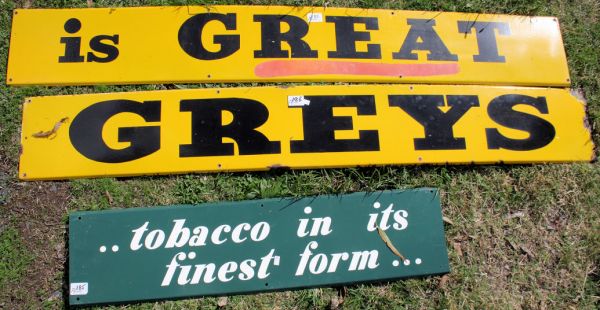 is GREAT
GREYS
..tobacco in its
finest form...